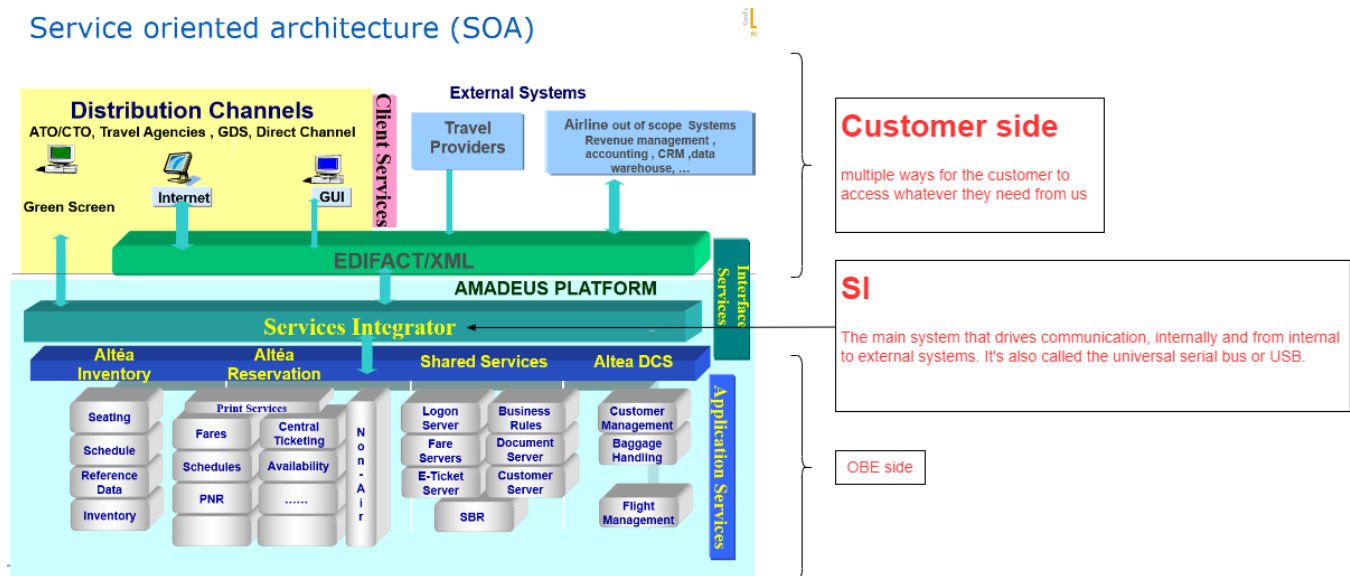 Service oriented architecture (SOA)
Distribution Channels
ATO/CTO, Travel Agencies , GDS, Direct Channel
Green Screen
Internet
GUI
Client Services
External Systems
Travel
Providers
Airline out of scope Systems
Revenue management ,
accounting , CRM ,data
warehouse, ...
EDIFACT/XML
Interface
Services
AMADEUS PLATFORM
Services Integrator
Altéa
Inventory
Altéa
Reservation
Shared Services
Altea DCS
Application Services
Seating
Schedule
Reference
Data
Inventory
Print Services
Fares
Schedules
PNR
Central
Ticketing
Availability
......
Non-Air
Logon
Server
Fare
Servers
E-Ticket
Server
Business
Rules
Document
Server
Customer
Server
SBR
Customer
Management
Baggage
Handling
Flight
Management
Customer side
multiple ways for the customer to
access whatever they need from us
SI
The main system that drives communication, internally and from internal
to external systems. It's also called the universal serial bus or USB.
OBE side